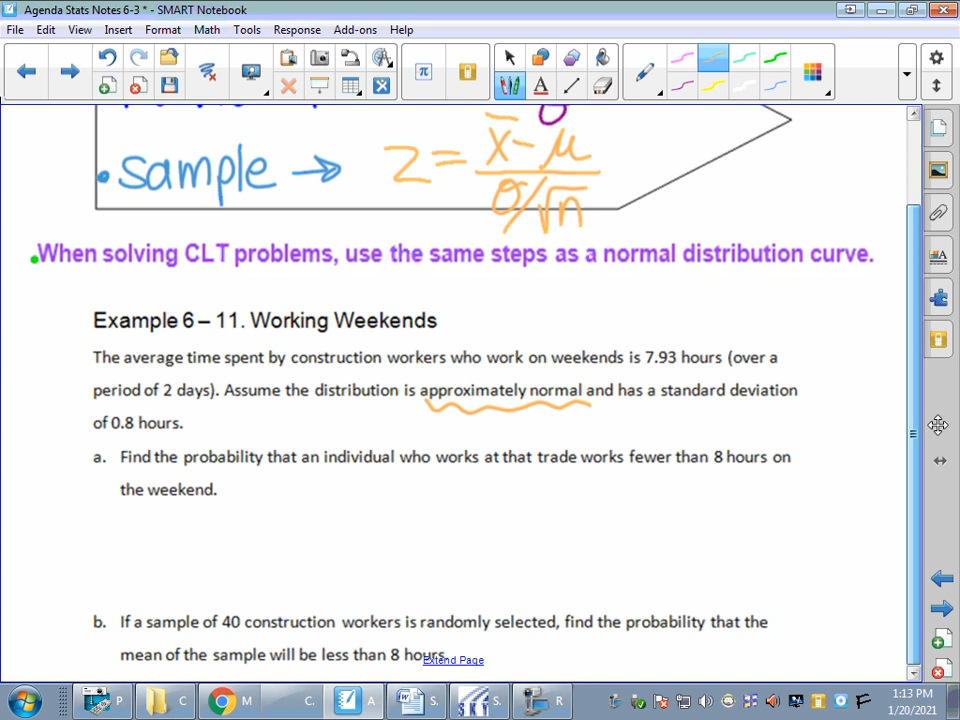 Agenda Stats Notes 6-3 * - SMART Notebook
File Edit View Insert Format Math Tools Response Add-ons Help
π
A
•sample → z = x̄ - μ
σ/√n
•When solving CLT problems, use the same steps as a normal distribution curve.
Example 6 – 11. Working Weekends
The average time spent by construction workers who work on weekends is 7.93 hours (over a
period of 2 days). Assume the distribution is approximately normal and has a standard deviation
of 0.8 hours.
a. Find the probability that an individual who works at that trade works fewer than 8 hours on
the weekend.
b. If a sample of 40 construction workers is randomly selected, find the probability that the
mean of the sample will be less than 8 hours.
Extend Page
P C M C. A S. S. R
1:13 PM
1/20/2021